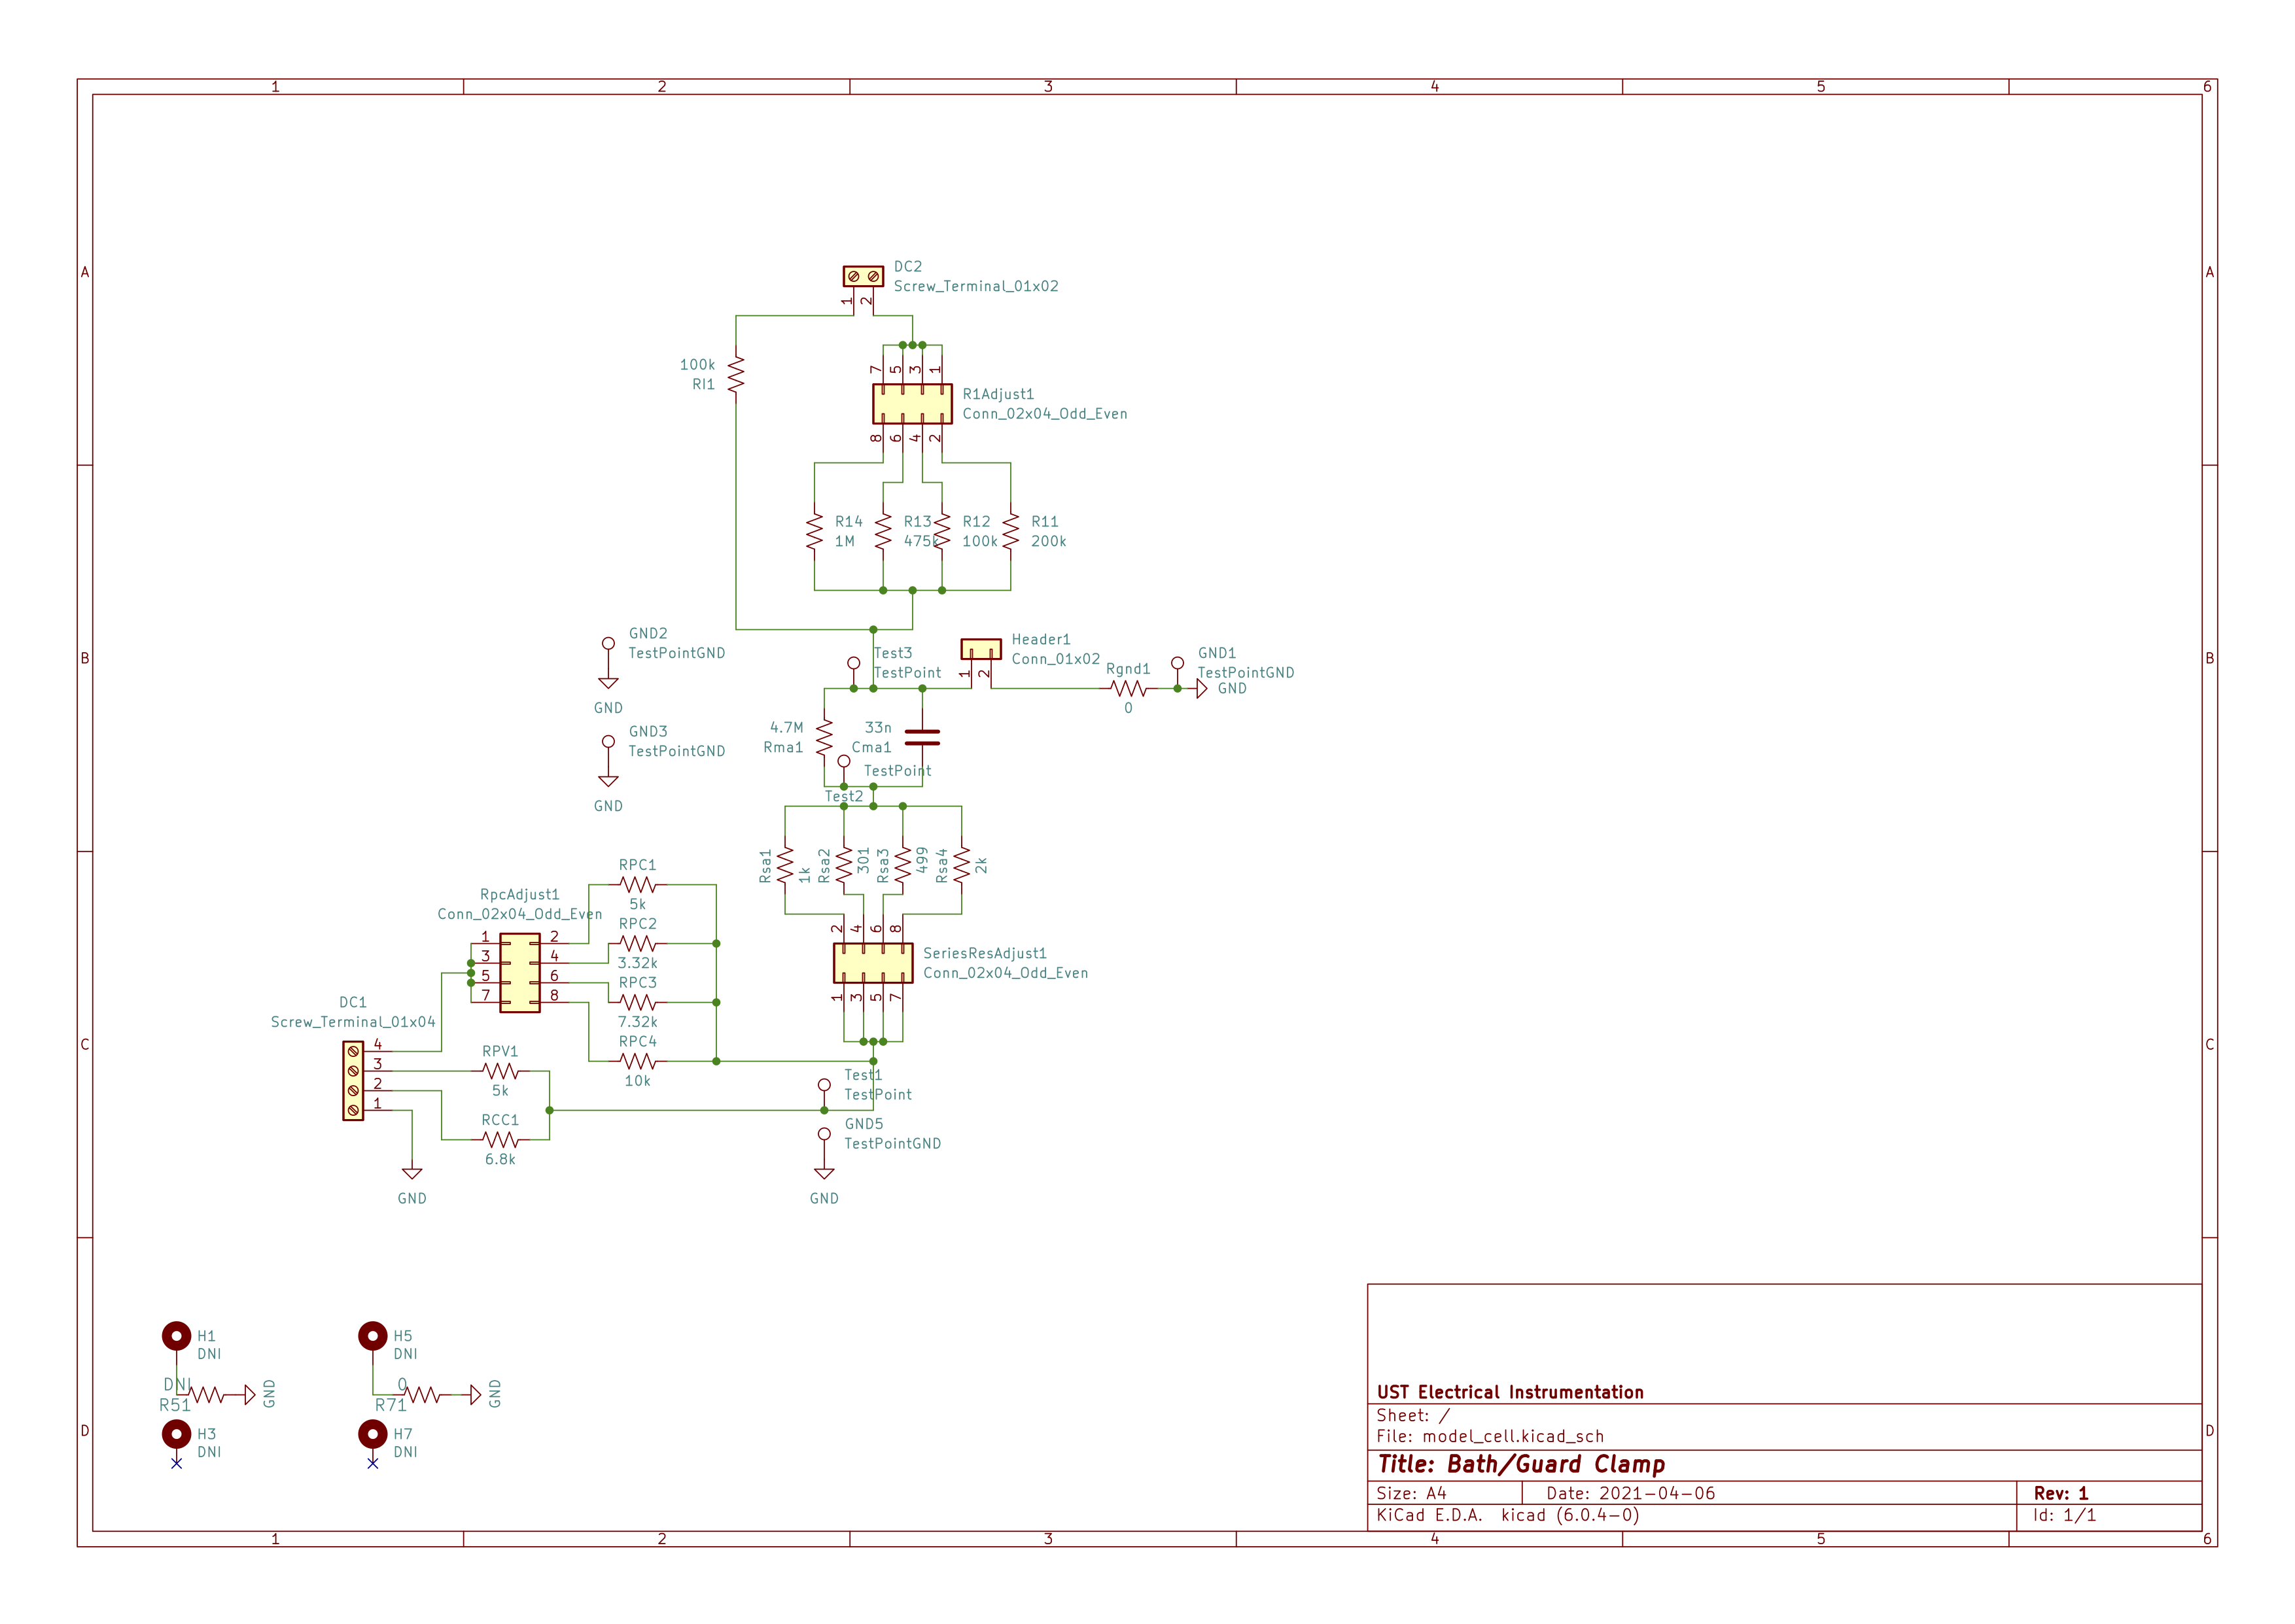 1 2 3 4 5 6
A A
DC2
Screw_Terminal_01x02
1 2
100k
RI1
7 5 3 1
R1Adjust1
Conn_02x04_Odd_Even
8 6 4 2
R14
1M
R13
475k
R12
100k
R11
200k
B B
GND2
TestPointGND
GND
GND3
TestPointGND
GND
Test3
TestPoint
Header1
Conn_01x02
1 2
Rgnd1
0
GND1
TestPointGND
GND
4.7M
Rma1
33n
Cma1
TestPoint
Test2
Rsa1
1k
Rsa2
301
Rsa3
499
Rsa4
2k
2 4 6 8
SeriesResAdjust1
Conn_02x04_Odd_Even
1 3 5 7
RpcAdjust1
Conn_02x04_Odd_Even
1 2
3 4
5 6
7 8
RPC1
5k
RPC2
3.32k
RPC3
7.32k
RPC4
10k
C C
DC1
Screw_Terminal_01x04
4
3
2
1
RPV1
5k
RCC1
6.8k
GND
Test1
TestPoint
GND5
TestPointGND
GND
H1
DNI
DNI
R51
GND
H3
DNI
H5
DNI
0
R71
GND
H7
DNI
D D
UST Electrical Instrumentation
Sheet: /
File: model_cell.kicad_sch
Title: Bath/Guard Clamp
Size: A4 Date: 2021-04-06 Rev: 1
KiCad E.D.A. kicad (6.0.4-0) Id: 1/1
1 2 3 4 5 6